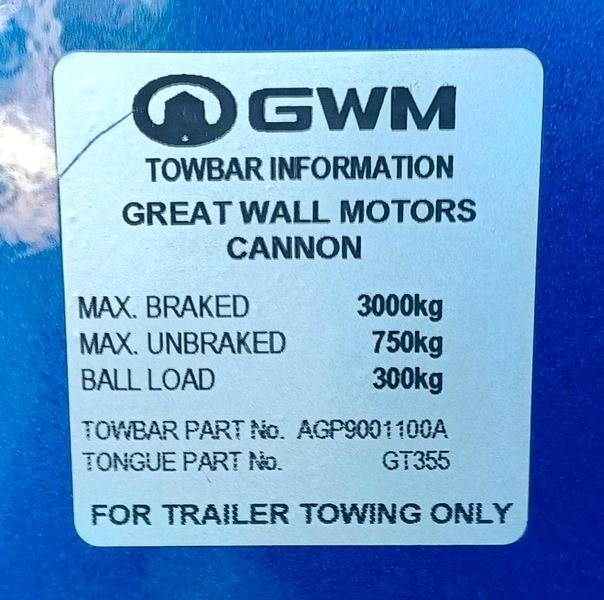 GWM
TOWBAR INFORMATION
GREAT WALL MOTORS
CANNON
MAX. BRAKED 3000kg
MAX. UNBRAKED 750kg
BALL LOAD 300kg
TOWBAR PART No. AGP9001100A
TONGUE PART No. GT355
FOR TRAILER TOWING ONLY